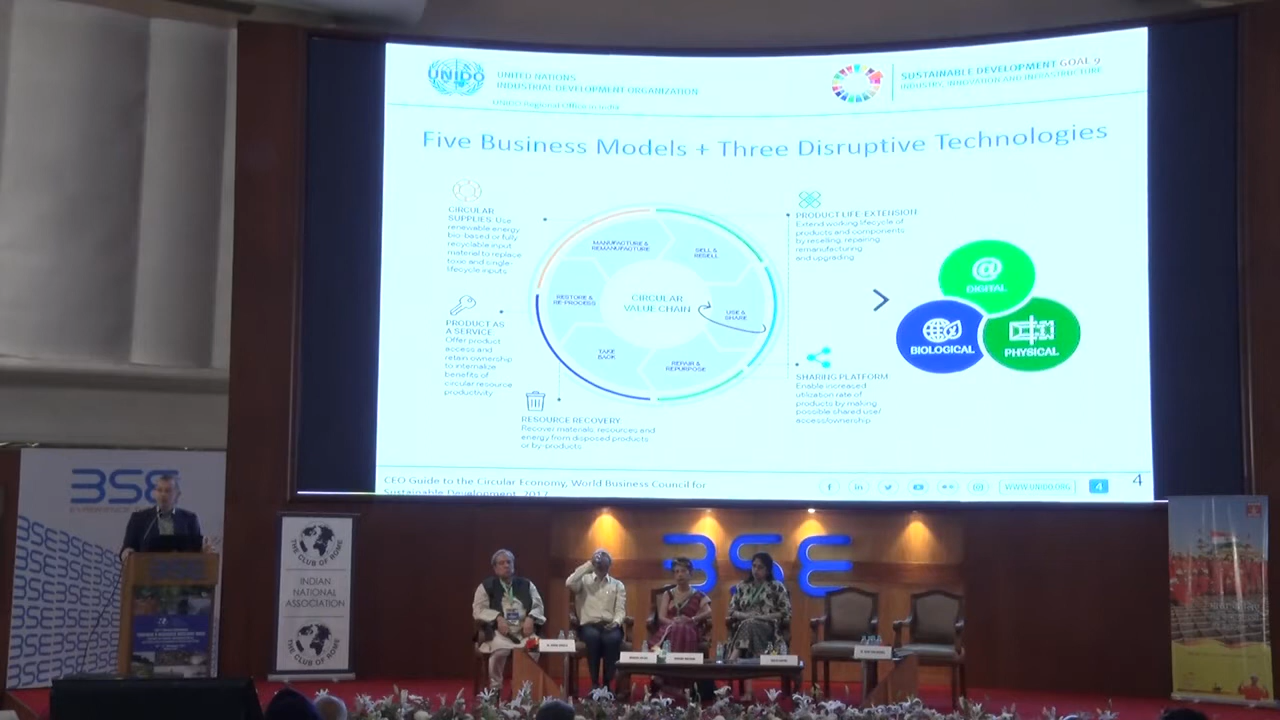 UNIDO
UNITED NATIONS
INDUSTRIAL DEVELOPMENT ORGANIZATION
UNIDO Regional Office in India
SUSTAINABLE DEVELOPMENT GOAL 9
INDUSTRY, INNOVATION AND INFRASTRUCTURE
Five Business Models + Three Disruptive Technologies
CIRCULAR
SUPPLIES: Use
renewable energy
bio-based or fully
recyclable input
material to replace
toxic and single-
lifecycle inputs
PRODUCT AS
A SERVICE
Offer product
access and
retain ownership
to internalize
benefits of
circular resource
productivity
RESOURCE RECOVERY
Recover materials, resources and
energy from disposed products
or by-products
MANUFACTURE &
REMANUFACTURE
SELL &
RESELL
USE &
SHARE
REPAIR &
REPURPOSE
TAKE
BACK
RESTORE &
RE-PROCESS
CIRCULAR
VALUE CHAIN
PRODUCT LIFE-EXTENSION
Extend working lifecycle of
products and components
by reselling, repairing
remanufacturing
and upgrading
SHARING PLATFORM
Enable increased
utilization rate of
products by making
possible shared use/
access/ownership
@
DIGITAL
BIOLOGICAL
PHYSICAL
CEO Guide to the Circular Economy, World Business Council for
Sustainable Development, 2017
WWW.UNIDO.ORG
4
4
BSE
BSE
BSE
THE CLUB OF ROME
INDIAN
NATIONAL
ASSOCIATION
THE CLUB OF ROME